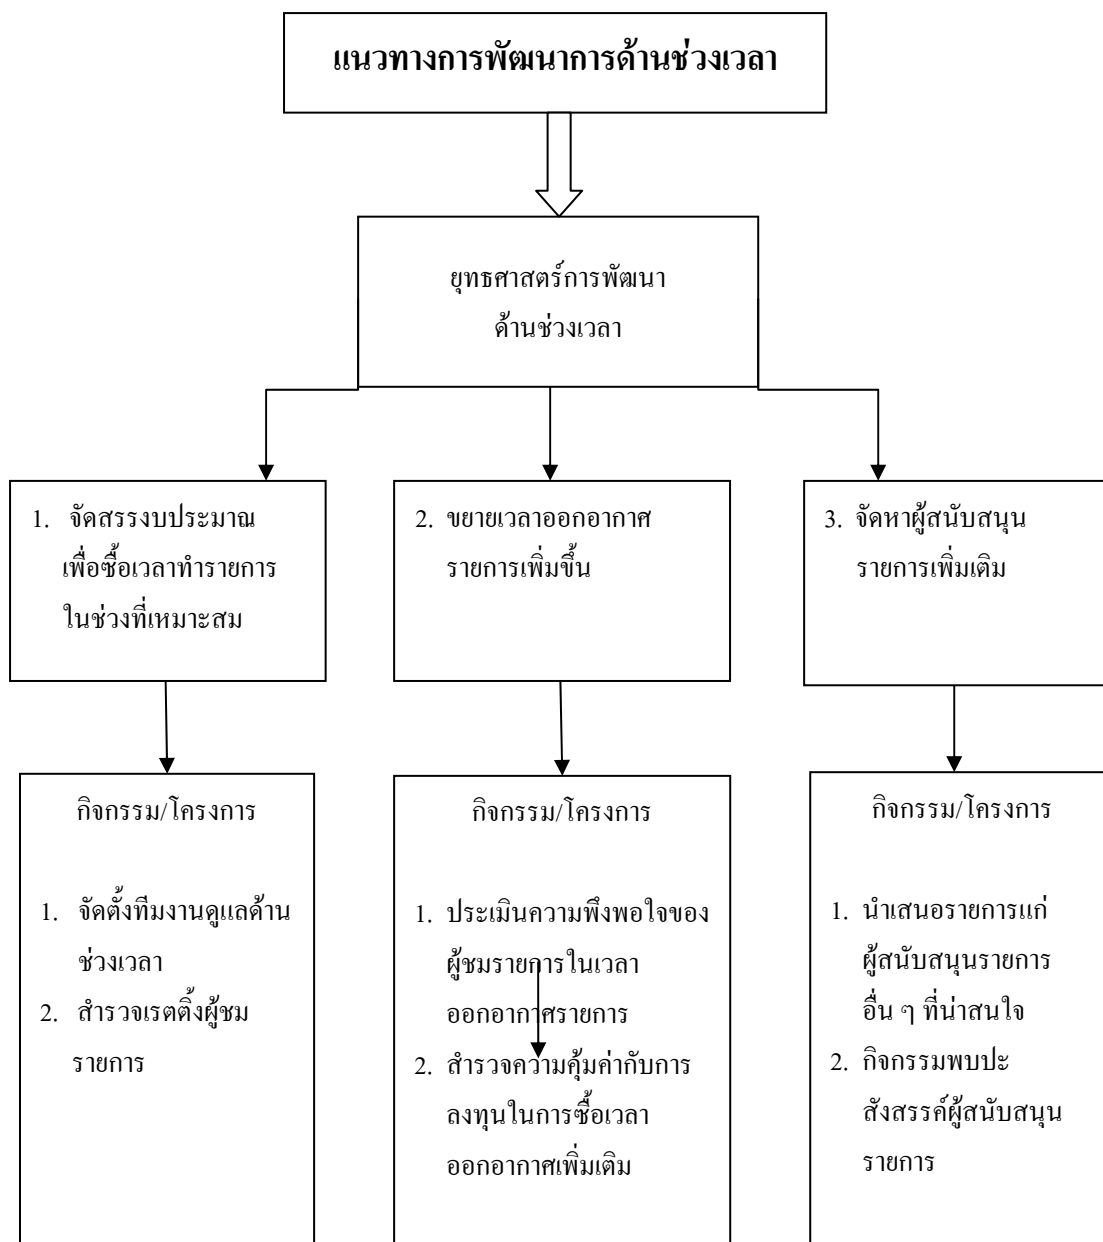 แนวทางการพัฒนาการด้านช่วงเวลา
ยุทธศาสตร์การพัฒนา
ด้านช่วงเวลา
1. จัดสรรงบประมาณ
เพื่อซื้อเวลาทำรายการ
ในช่วงที่เหมาะสม
2. ขยายเวลาออกอากาศ
รายการเพิ่มขึ้น
3. จัดหาผู้สนับสนุน
รายการเพิ่มเติม
กิจกรรม/โครงการ
1. จัดตั้งทีมงานดูแลด้าน
ช่วงเวลา
2. สำรวจเรตติ้งผู้ชม
รายการ
กิจกรรม/โครงการ
1. ประเมินความพึงพอใจของ
ผู้ชมรายการในเวลา
ออกอากาศรายการ
2. สำรวจความคุ้มค่ากับการ
ลงทุนในการซื้อเวลา
ออกอากาศเพิ่มเติม
กิจกรรม/โครงการ
1. นำเสนอรายการแก่
ผู้สนับสนุนรายการ
อื่น ๆ ที่น่าสนใจ
2. กิจกรรมพบปะ
สังสรรค์ผู้สนับสนุน
รายการ